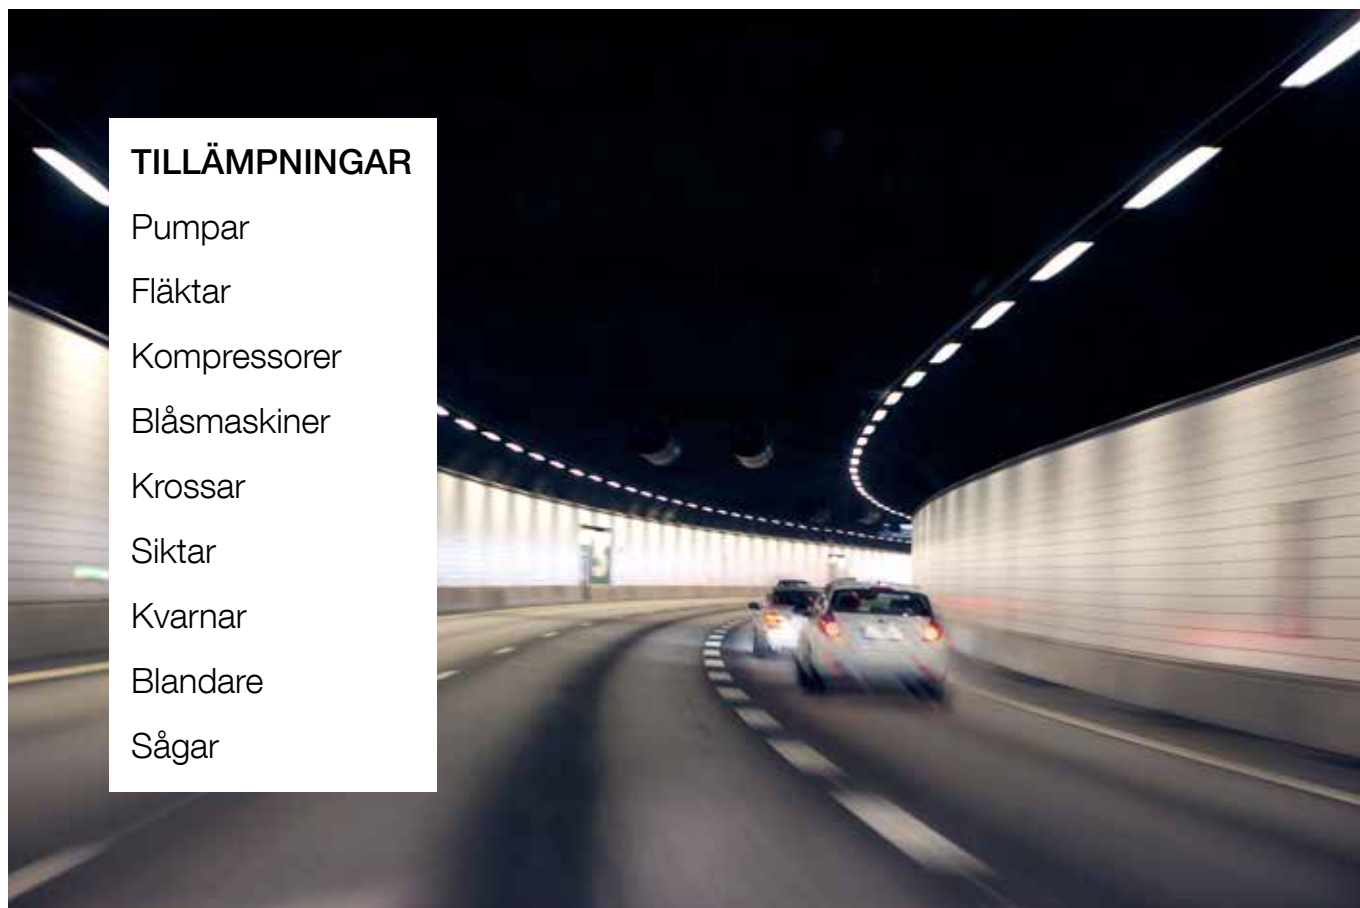 TILLÄMPNINGAR
Pumpar
Fläktar
Kompressorer
Blåsmaskiner
Krossar
Siktar
Kvarnar
Blandare
Sågar